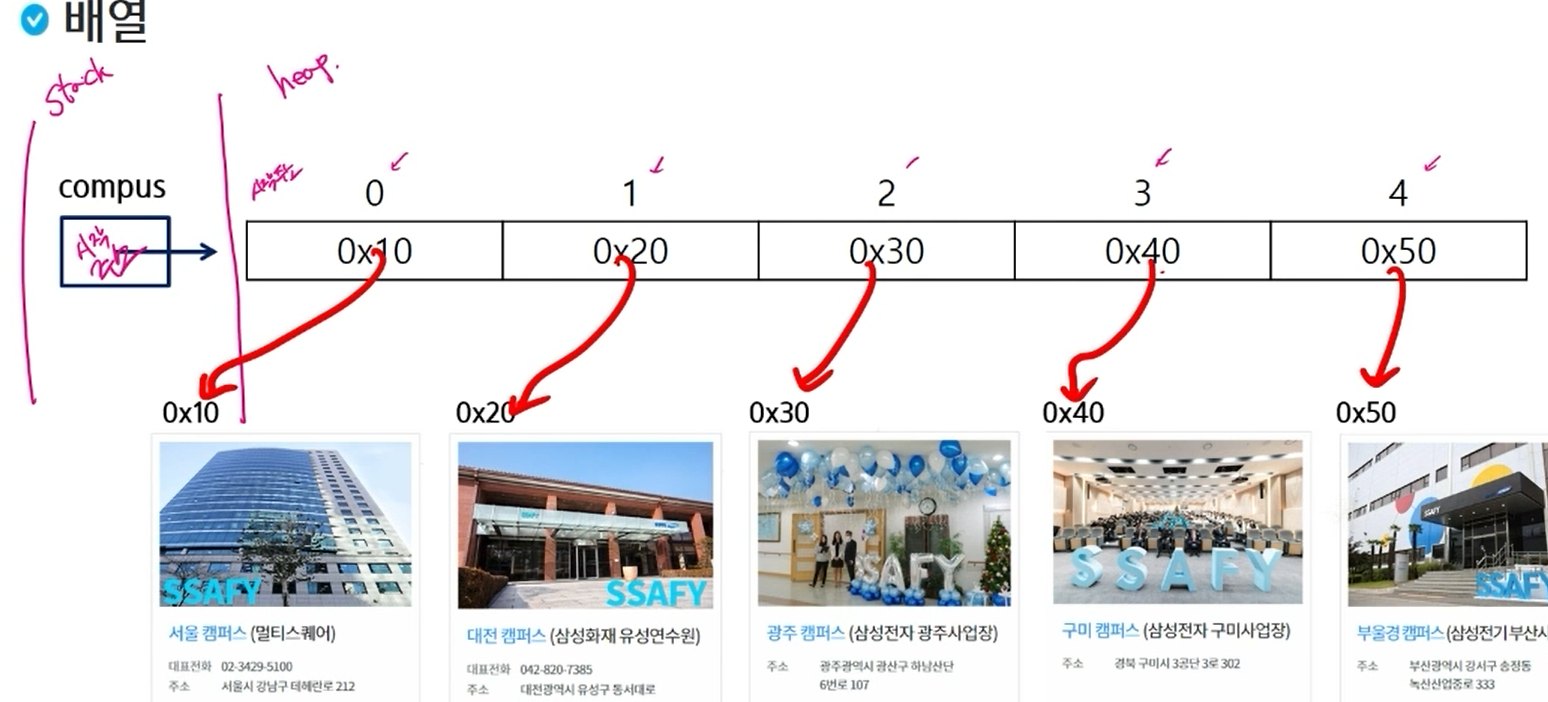 배열
stack
heap.
compus
0 1 2 3 4
0x10 0x20 0x30 0x40 0x50
0x10 0x20 0x30 0x40 0x50
SSAFY
SSAFY
SSAFY
SSAFY
SSAFY
SSAFY
SSAFY
서울 캠퍼스 (멀티스퀘어)
대표전화 02-3429-5100
주소 서울시 강남구 테헤란로 212
대전 캠퍼스 (삼성화재 유성연수원)
대표전화 042-820-7385
주소 대전광역시 유성구 동서대로
광주 캠퍼스 (삼성전자 광주사업장)
주소 광주광역시 광산구 하남산단
6번로 107
구미 캠퍼스 (삼성전자 구미사업장)
주소 경북 구미시 3공단 3로 302
부울경 캠퍼스 (삼성전기 부산사
주소 부산광역시 강서구 송정동
녹산산업중로 333